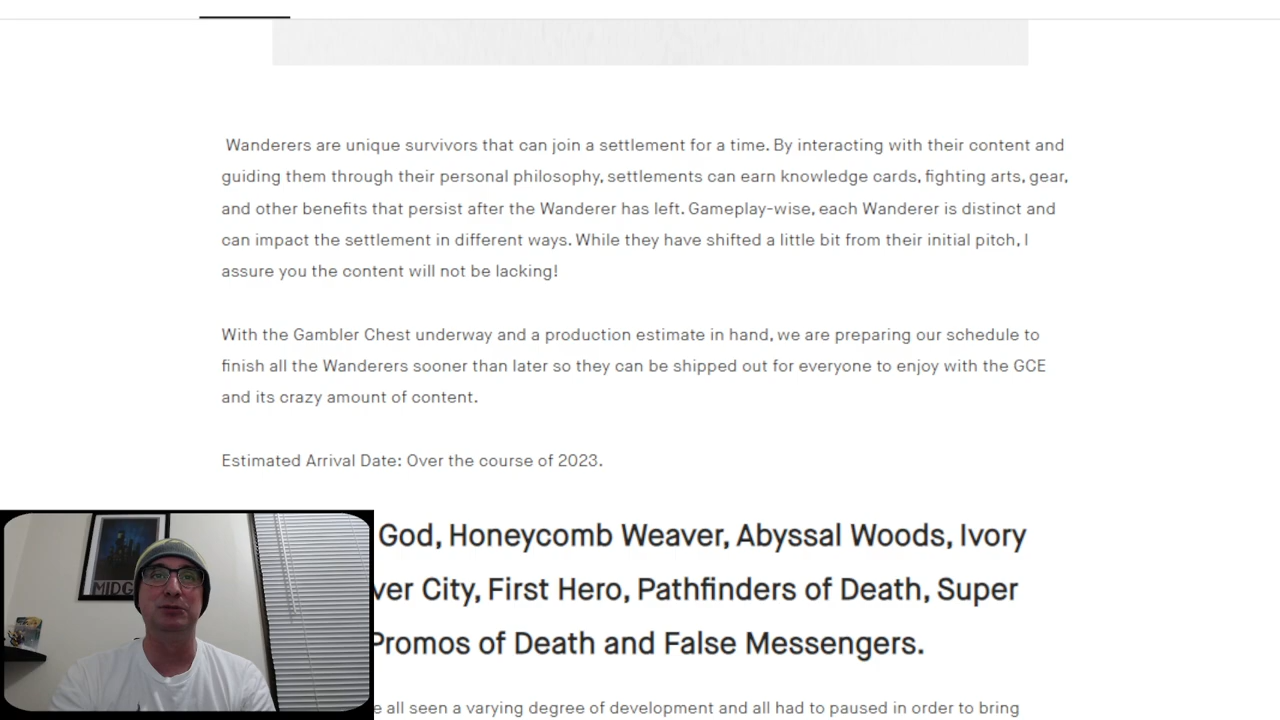 Wanderers are unique survivors that can join a settlement for a time. By interacting with their content and
guiding them through their personal philosophy, settlements can earn knowledge cards, fighting arts, gear,
and other benefits that persist after the Wanderer has left. Gameplay-wise, each Wanderer is distinct and
can impact the settlement in different ways. While they have shifted a little bit from their initial pitch, I
assure you the content will not be lacking!
With the Gambler Chest underway and a production estimate in hand, we are preparing our schedule to
finish all the Wanderers sooner than later so they can be shipped out for everyone to enjoy with the GCE
and its crazy amount of content.
Estimated Arrival Date: Over the course of 2023.
God, Honeycomb Weaver, Abyssal Woods, Ivory
ver City, First Hero, Pathfinders of Death, Super
Promos of Death and False Messengers.
e all seen a varying degree of development and all had to paused in order to bring
MIDG